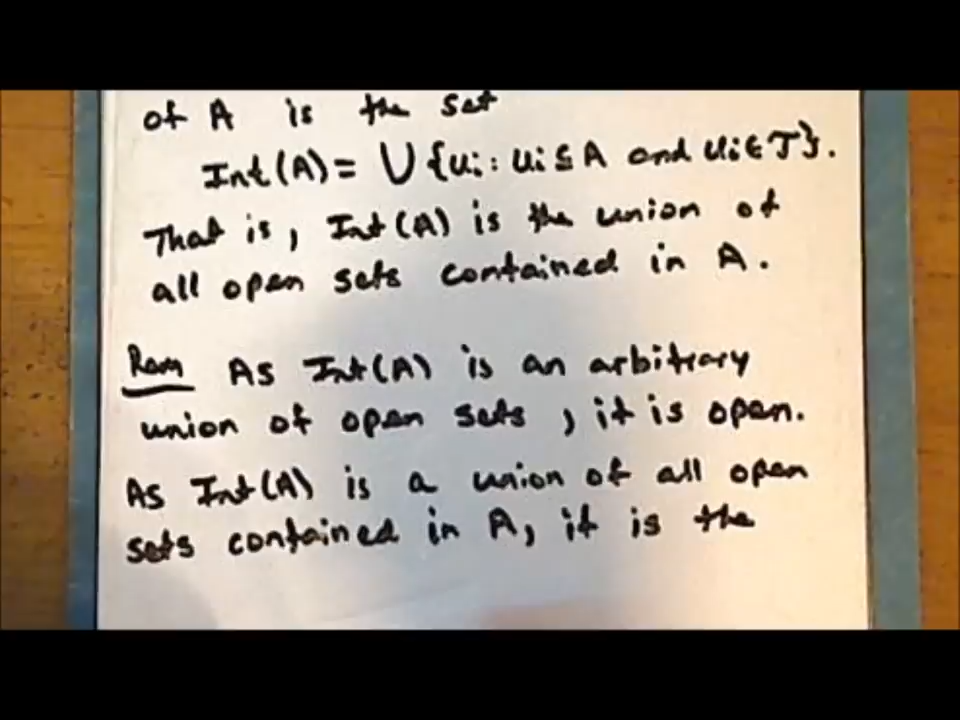 of A is the set
Int(A) = ⋃ {Ui : Ui ⊆ A and Ui ∈ T}.
That is, Int(A) is the union of
all open sets contained in A.
Rem As Int(A) is an arbitrary
union of open sets, it is open.
As Int(A) is a union of all open
sets contained in A, it is the